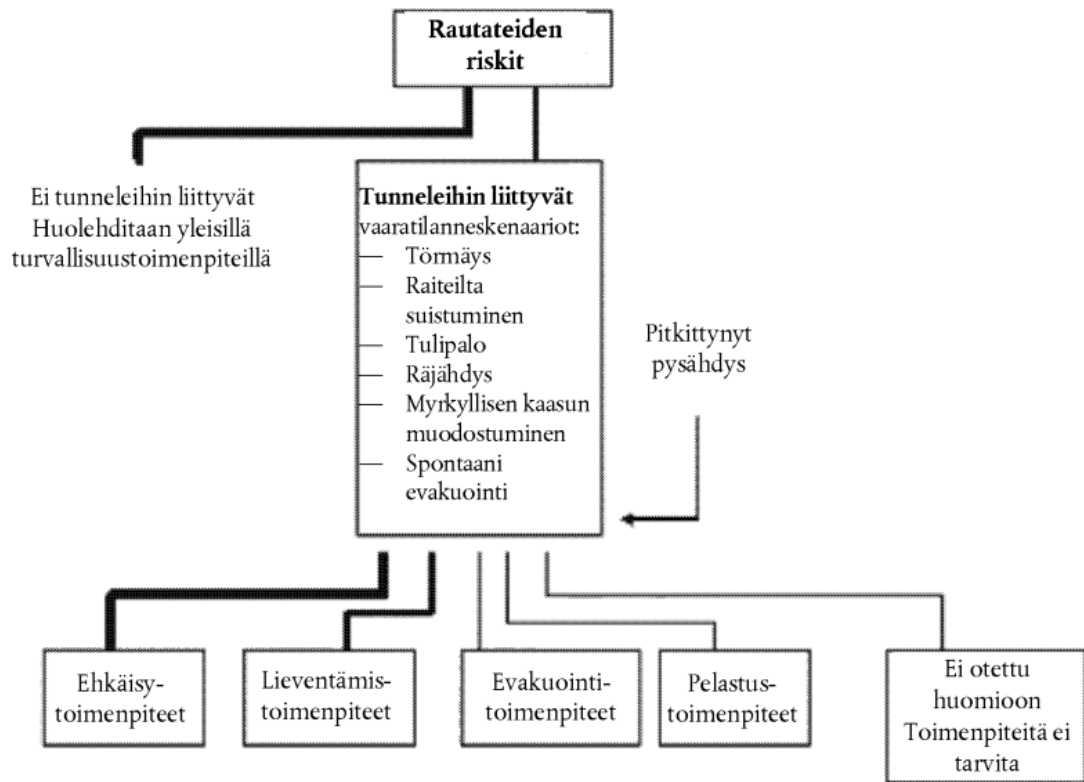 Rautateiden
riskit
Ei tunneleihin liittyvät
Huolehditaan yleisillä
turvallisuustoimenpiteillä
Tunneleihin liittyvät
vaaratilanneskenaariot:
— Törmäys
— Raiteilta
suistuminen
— Tulipalo
— Räjähdys
— Myrkyllisen kaasun
muodostuminen
— Spontaani
evakuointi
Pitkittynyt
pysähdys
Ehkäisy-
toimenpiteet
Lieventämis-
toimenpiteet
Evakuointi-
toimenpiteet
Pelastus-
toimenpiteet
Ei otettu
huomioon
Toimenpiteitä ei
tarvita